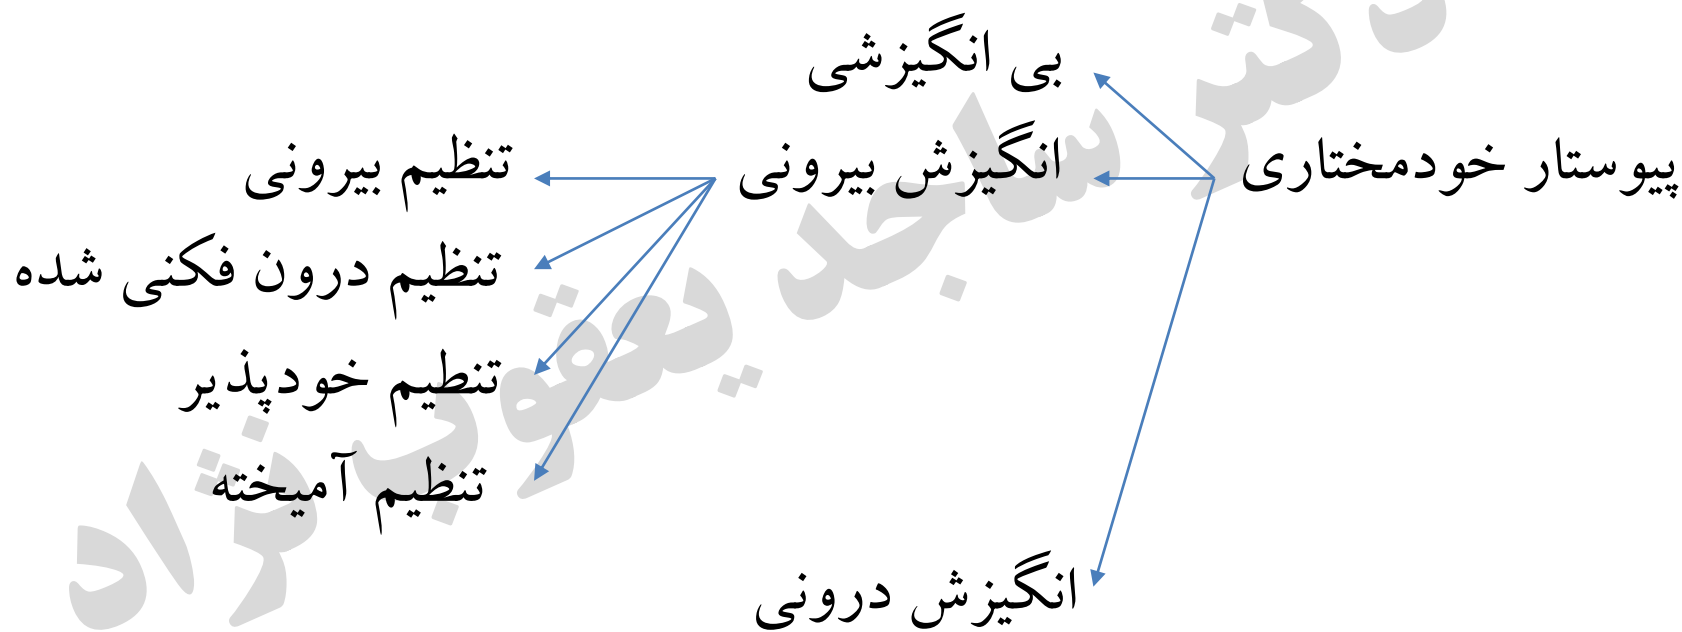 بی انگیزشی
پیوستار خودمختاری انگیزش بیرونی تنظیم بیرونی
تنظیم درون فکنی شده
تنطیم خودپذیر
تنظیم آمیخته
انگیزش درونی
دکتر ساجد یعقوب نژاد